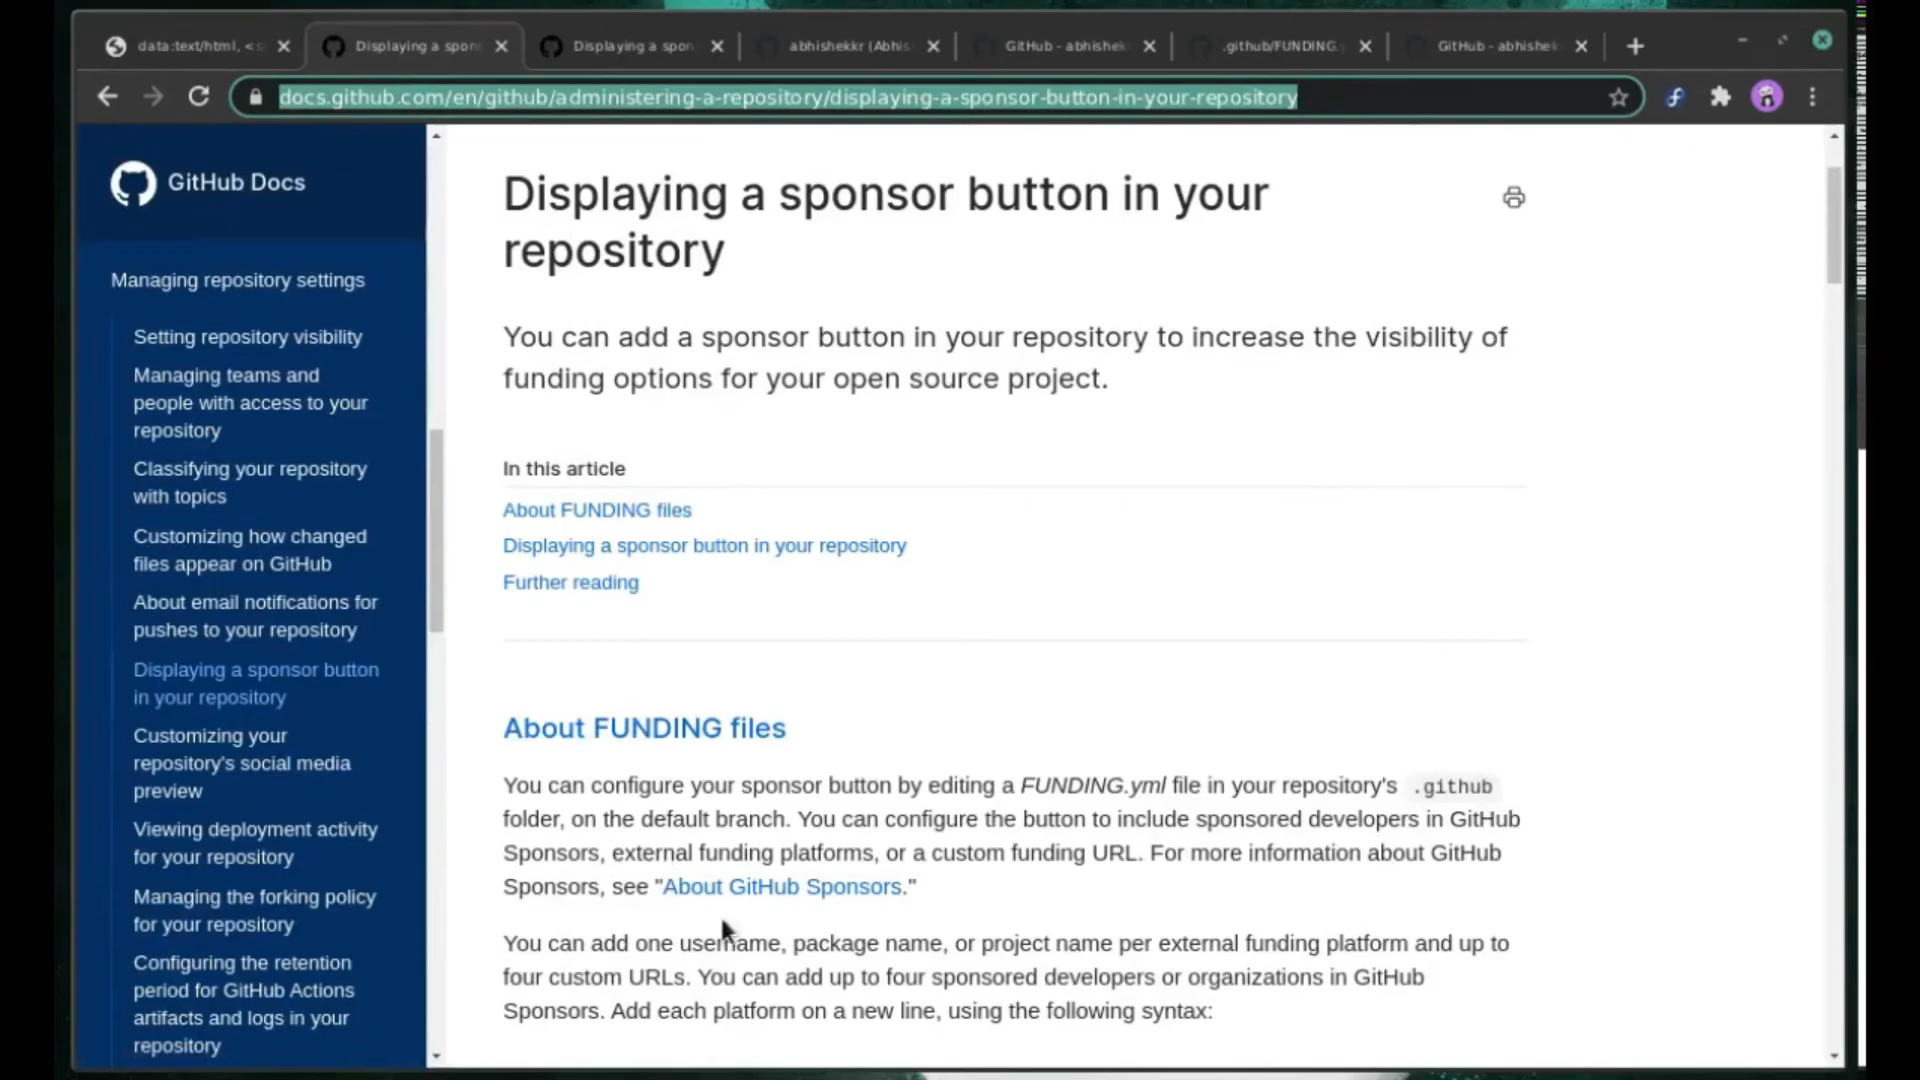 data:text/html, < s
Displaying a spons
Displaying a spon
abhishekkr (Abhis
GitHub - abhishek
.github/FUNDING.y
GitHub - abhishek
docs.github.com/en/github/administering-a-repository/displaying-a-sponsor-button-in-your-repository
GitHub Docs
Managing repository settings
Setting repository visibility
Managing teams and
people with access to your
repository
Classifying your repository
with topics
Customizing how changed
files appear on GitHub
About email notifications for
pushes to your repository
Displaying a sponsor button
in your repository
Customizing your
repository's social media
preview
Viewing deployment activity
for your repository
Managing the forking policy
for your repository
Configuring the retention
period for GitHub Actions
artifacts and logs in your
repository
Displaying a sponsor button in your
repository
You can add a sponsor button in your repository to increase the visibility of
funding options for your open source project.
In this article
About FUNDING files
Displaying a sponsor button in your repository
Further reading
About FUNDING files
You can configure your sponsor button by editing a FUNDING.yml file in your repository's .github
folder, on the default branch. You can configure the button to include sponsored developers in GitHub
Sponsors, external funding platforms, or a custom funding URL. For more information about GitHub
Sponsors, see "About GitHub Sponsors."
You can add one username, package name, or project name per external funding platform and up to
four custom URLs. You can add up to four sponsored developers or organizations in GitHub
Sponsors. Add each platform on a new line, using the following syntax: